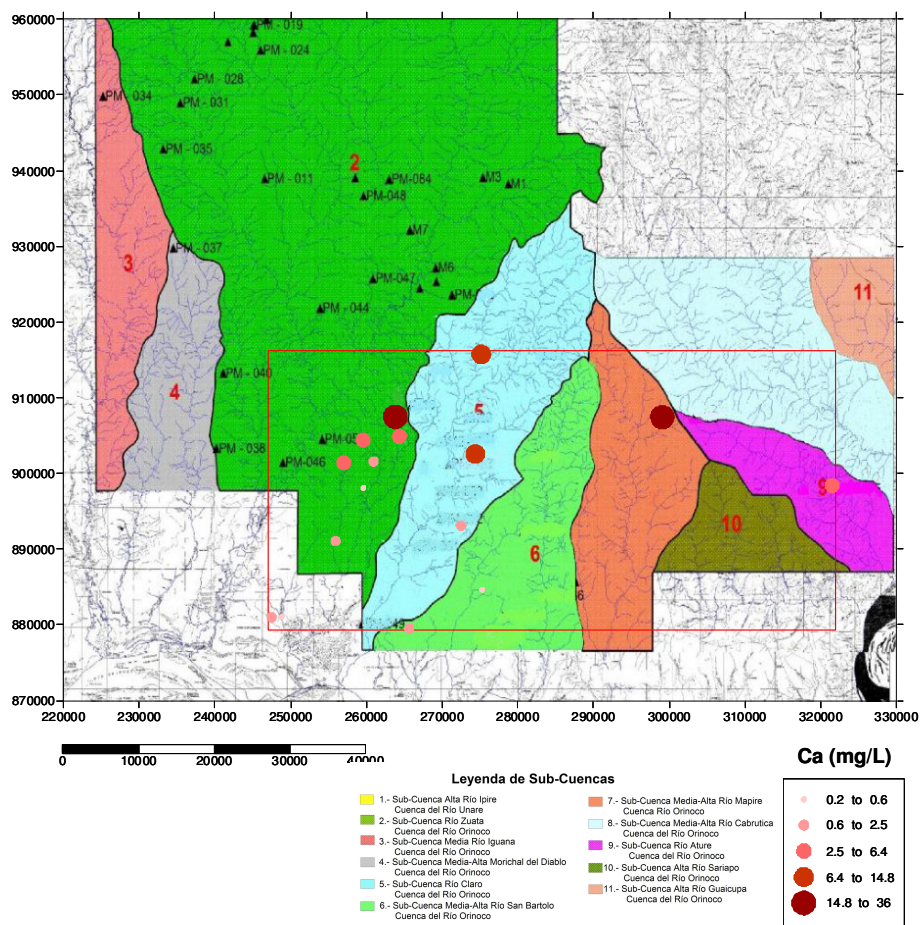 960000
950000
940000
930000
920000
910000
900000
890000
880000
870000
220000 230000 240000 250000 260000 270000 280000 290000 300000 310000 320000 330000
PM - 019
PM - 024
PM - 028
PM - 034
PM - 031
PM - 035
2
PM - 011
PM-084
M3
M1
PM-048
M7
PM - 037
3
M6
PM-047
11
PM - 044
4
PM - 040
5
PM - 038
PM-046
9
10
6
0 10000 20000 30000 40000
Ca (mg/L)
0.2 to 0.6
0.6 to 2.5
2.5 to 6.4
6.4 to 14.8
14.8 to 36
Leyenda de Sub-Cuencas
1.- Sub-Cuenca Alta Río Ipire
Cuenca del Río Unare
2.- Sub-Cuenca Río Zuata
Cuenca del Río Orinoco
3.- Sub-Cuenca Media Río Iguana
Cuenca del Río Orinoco
4.- Sub-Cuenca Media-Alta Morichal del Diablo
Cuenca del Río Orinoco
5.- Sub-Cuenca Río Claro
Cuenca del Río Orinoco
6.- Sub-Cuenca Media-Alta Río San Bartolo
Cuenca del Río Orinoco
7.- Sub-Cuenca Media-Alta Río Mapire
Cuenca Río Orinoco
8.- Sub-Cuenca Media-Alta Río Cabrutica
Cuenca del Río Orinoco
9.- Sub-Cuenca Río Ature
Cuenca del Río Orinoco
10.- Sub-Cuenca Alta Río Sariapo
Cuenca del Río Orinoco
11.- Sub-Cuenca Alta Río Guaicupa
Cuenca del Río Orinoco